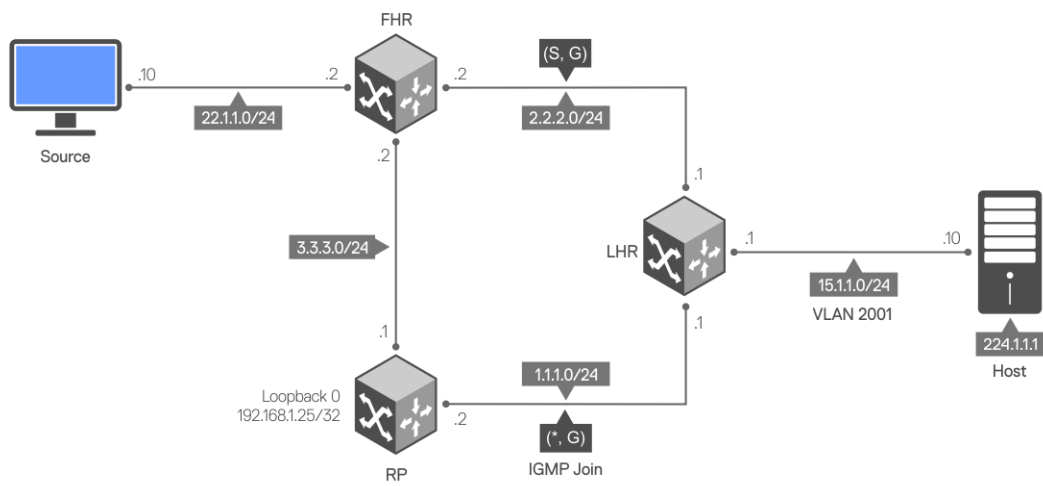 FHR
(S, G)
.10
.2
.2
22.1.1.0/24
2.2.2.0/24
Source
.2
.1
3.3.3.0/24
LHR
.1
.10
15.1.1.0/24
VLAN 2001
.1
.1
224.1.1.1
Host
1.1.1.0/24
Loopback 0
192.168.1.25/32
.2
(*, G)
RP
IGMP Join